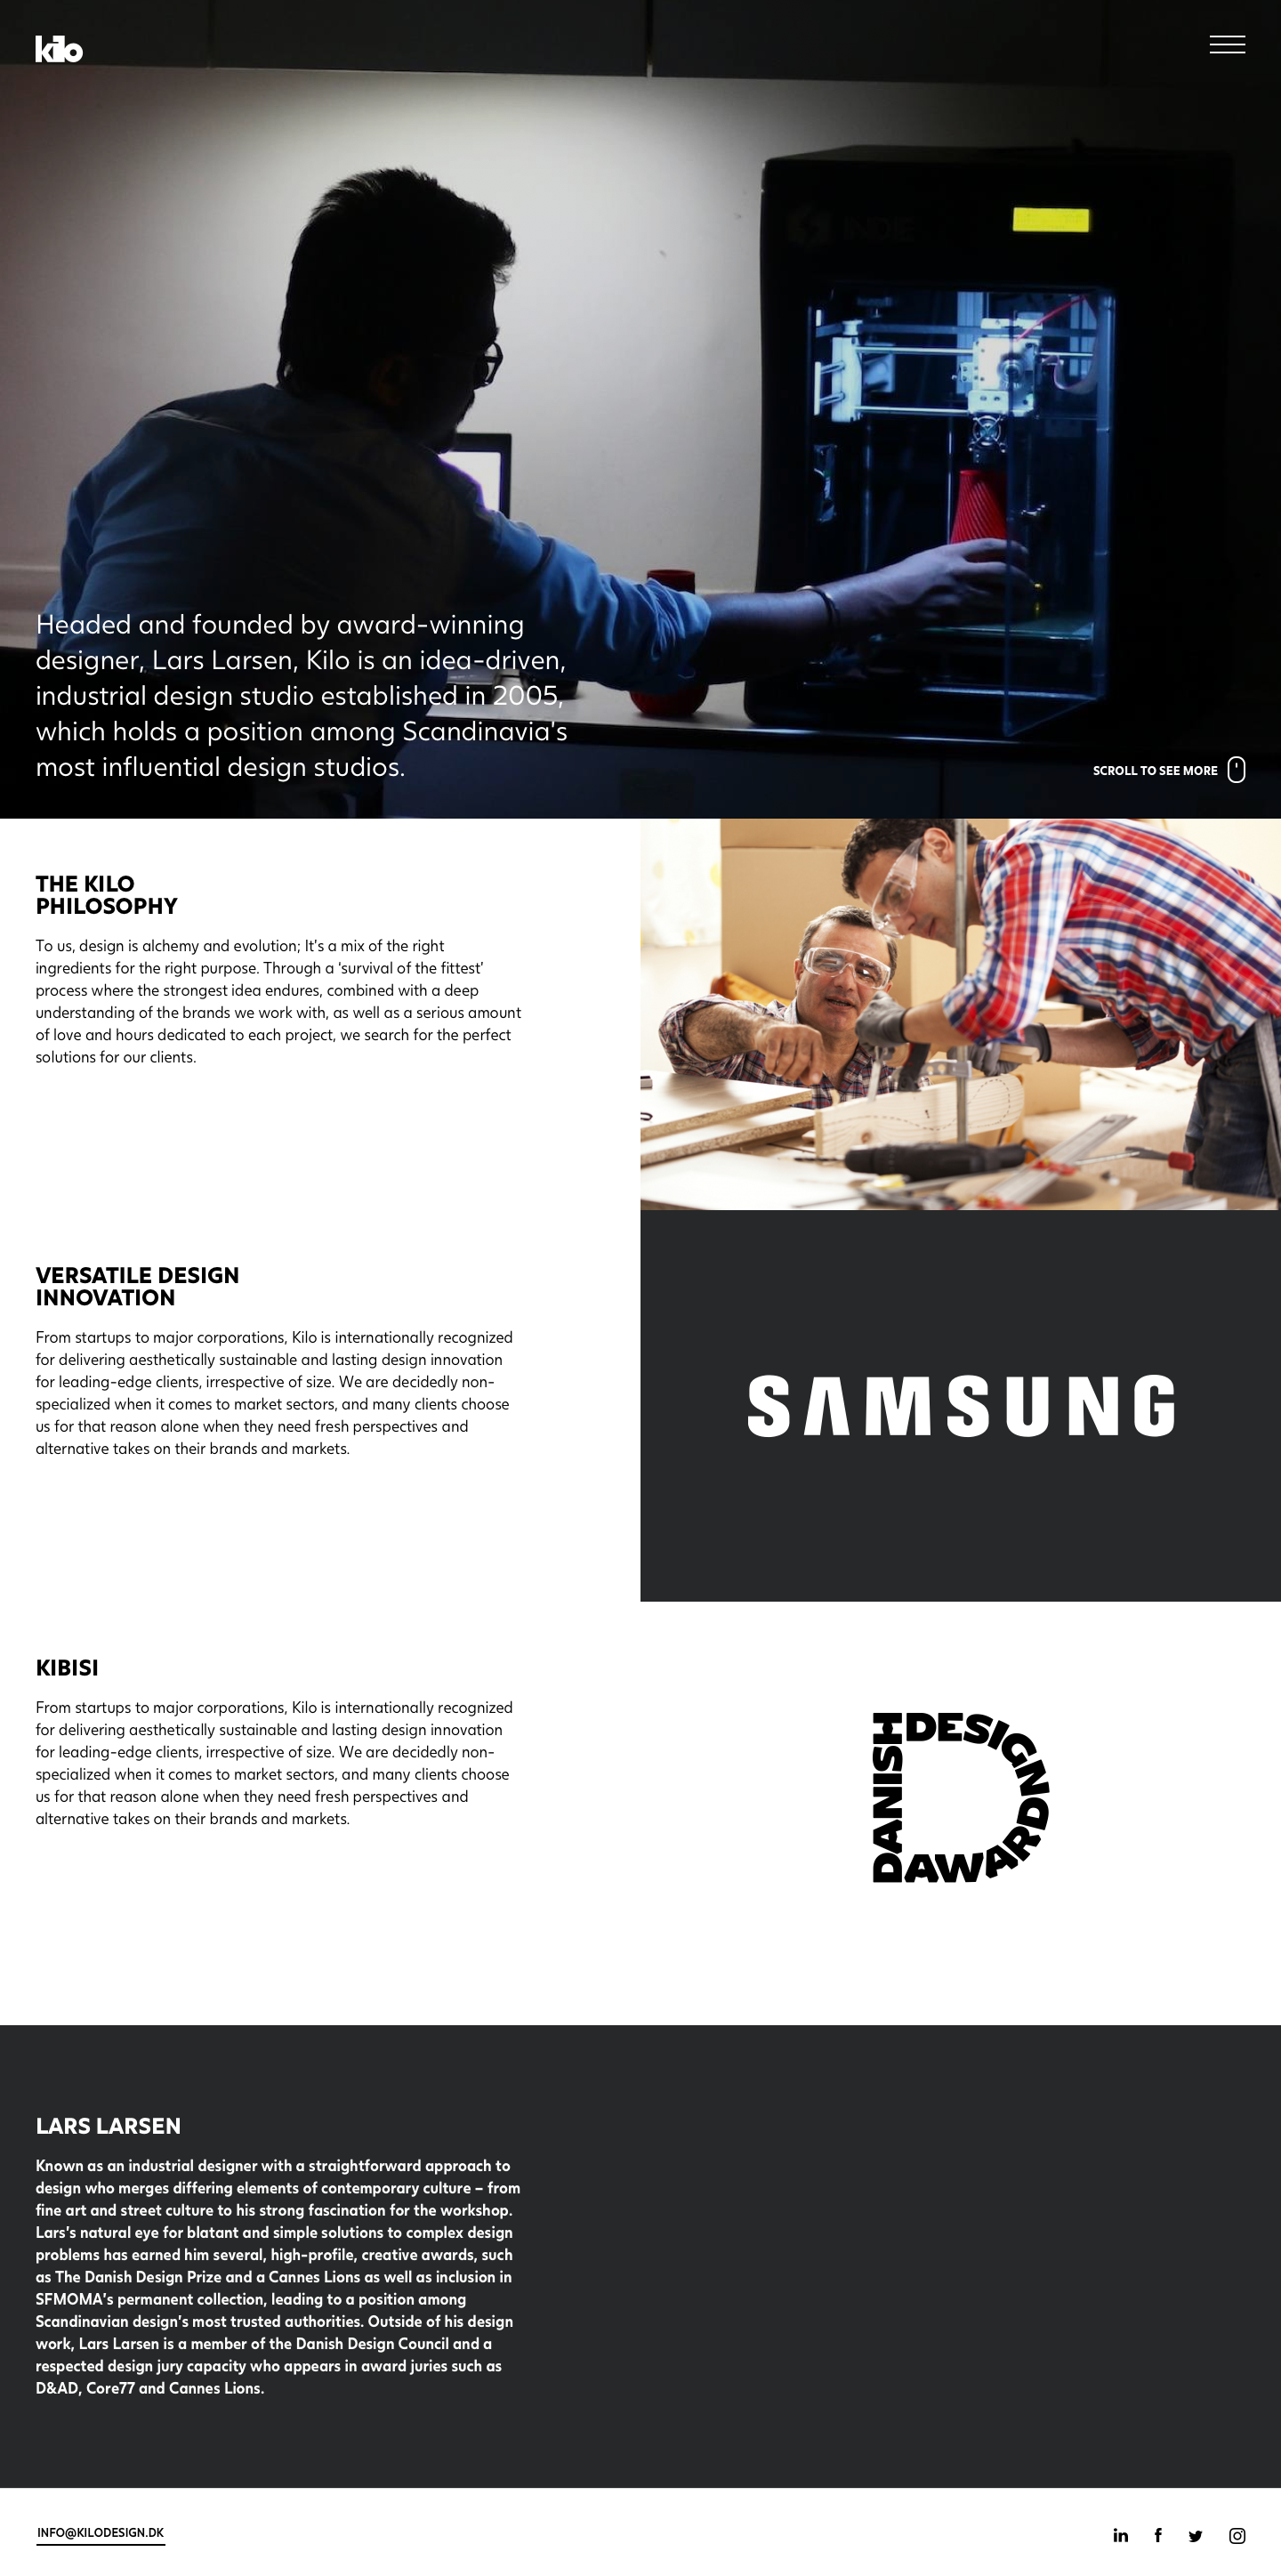 kilo
Headed and founded by award-winning
designer, Lars Larsen, Kilo is an idea-driven,
industrial design studio established in 2005,
which holds a position among Scandinavia's
most influential design studios.
SCROLL TO SEE MORE
THE KILO
PHILOSOPHY
To us, design is alchemy and evolution; It's a mix of the right
ingredients for the right purpose. Through a ‘survival of the fittest’
process where the strongest idea endures, combined with a deep
understanding of the brands we work with, as well as a serious amount
of love and hours dedicated to each project, we search for the perfect
solutions for our clients.
VERSATILE DESIGN
INNOVATION
From startups to major corporations, Kilo is internationally recognized
for delivering aesthetically sustainable and lasting design innovation
for leading-edge clients, irrespective of size. We are decidedly non-
specialized when it comes to market sectors, and many clients choose
us for that reason alone when they need fresh perspectives and
alternative takes on their brands and markets.
SAMSUNG
KIBISI
From startups to major corporations, Kilo is internationally recognized
for delivering aesthetically sustainable and lasting design innovation
for leading-edge clients, irrespective of size. We are decidedly non-
specialized when it comes to market sectors, and many clients choose
us for that reason alone when they need fresh perspectives and
alternative takes on their brands and markets.
DANISH
DESIGN
AWARD
LARS LARSEN
Known as an industrial designer with a straightforward approach to
design who merges differing elements of contemporary culture – from
fine art and street culture to his strong fascination for the workshop.
Lars's natural eye for blatant and simple solutions to complex design
problems has earned him several, high-profile, creative awards, such
as The Danish Design Prize and a Cannes Lions as well as inclusion in
SFMOMA's permanent collection, leading to a position among
Scandinavian design's most trusted authorities. Outside of his design
work, Lars Larsen is a member of the Danish Design Council and a
respected design jury capacity who appears in award juries such as
D&AD, Core77 and Cannes Lions.
INFO@KILODESIGN.DK